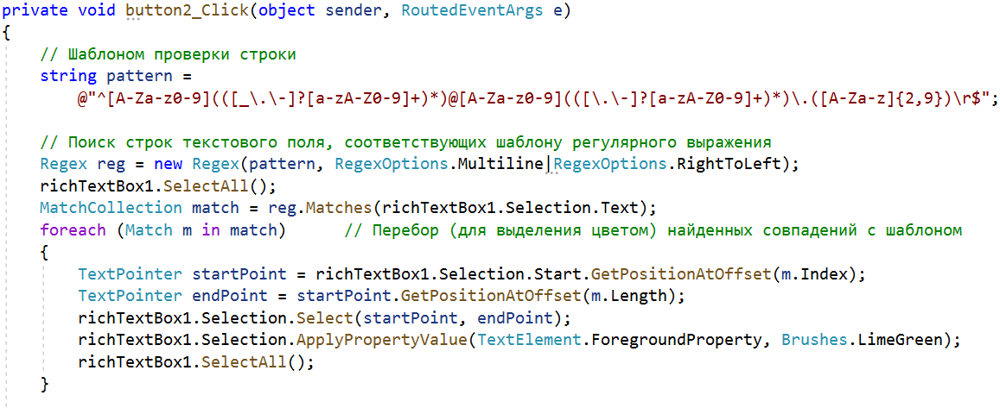 private void button2_Click(object sender, RoutedEventArgs e)
{
// Шаблоном проверки строки
string pattern =
@"^[A-Za-z0-9](([_\.\-]?[a-zA-Z0-9]+)*)@[A-Za-z0-9](([\.\-]?[a-zA-Z0-9]+)*)\.([A-Za-z]{2,9})\r$";
// Поиск строк текстового поля, соответствующих шаблону регулярного выражения
Regex reg = new Regex(pattern, RegexOptions.Multiline|RegexOptions.RightToLeft);
richTextBox1.SelectAll();
MatchCollection match = reg.Matches(richTextBox1.Selection.Text);
foreach (Match m in match) // Перебор (для выделения цветом) найденных совпадений с шаблоном
{
TextPointer startPoint = richTextBox1.Selection.Start.GetPositionAtOffset(m.Index);
TextPointer endPoint = startPoint.GetPositionAtOffset(m.Length);
richTextBox1.Selection.Select(startPoint, endPoint);
richTextBox1.Selection.ApplyPropertyValue(TextElement.ForegroundProperty, Brushes.LimeGreen);
richTextBox1.SelectAll();
}